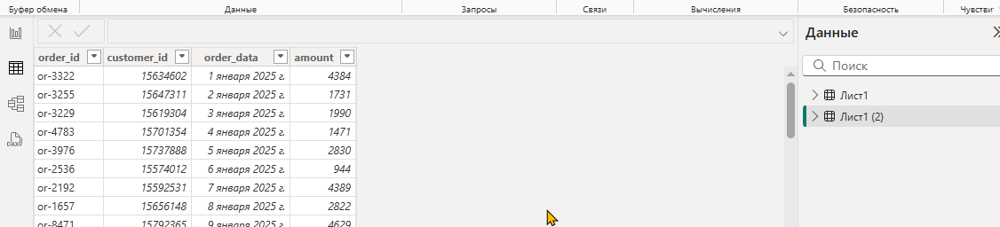 Буфер обмена Данные Запросы Связи Вычисления Безопасность Чувстви
Данные
Поиск
Лист1
Лист1 (2)
order_id customer_id order_data amount
or-3322 15634602 1 января 2025 г. 4384
or-3255 15647311 2 января 2025 г. 1731
or-3229 15619304 3 января 2025 г. 1990
or-4783 15701354 4 января 2025 г. 1471
or-3976 15737888 5 января 2025 г. 2830
or-2536 15574012 6 января 2025 г. 944
or-2192 15592531 7 января 2025 г. 4389
or-1657 15656148 8 января 2025 г. 2822
or-8471 15792365 9 января 2025 г. 4629
DAX